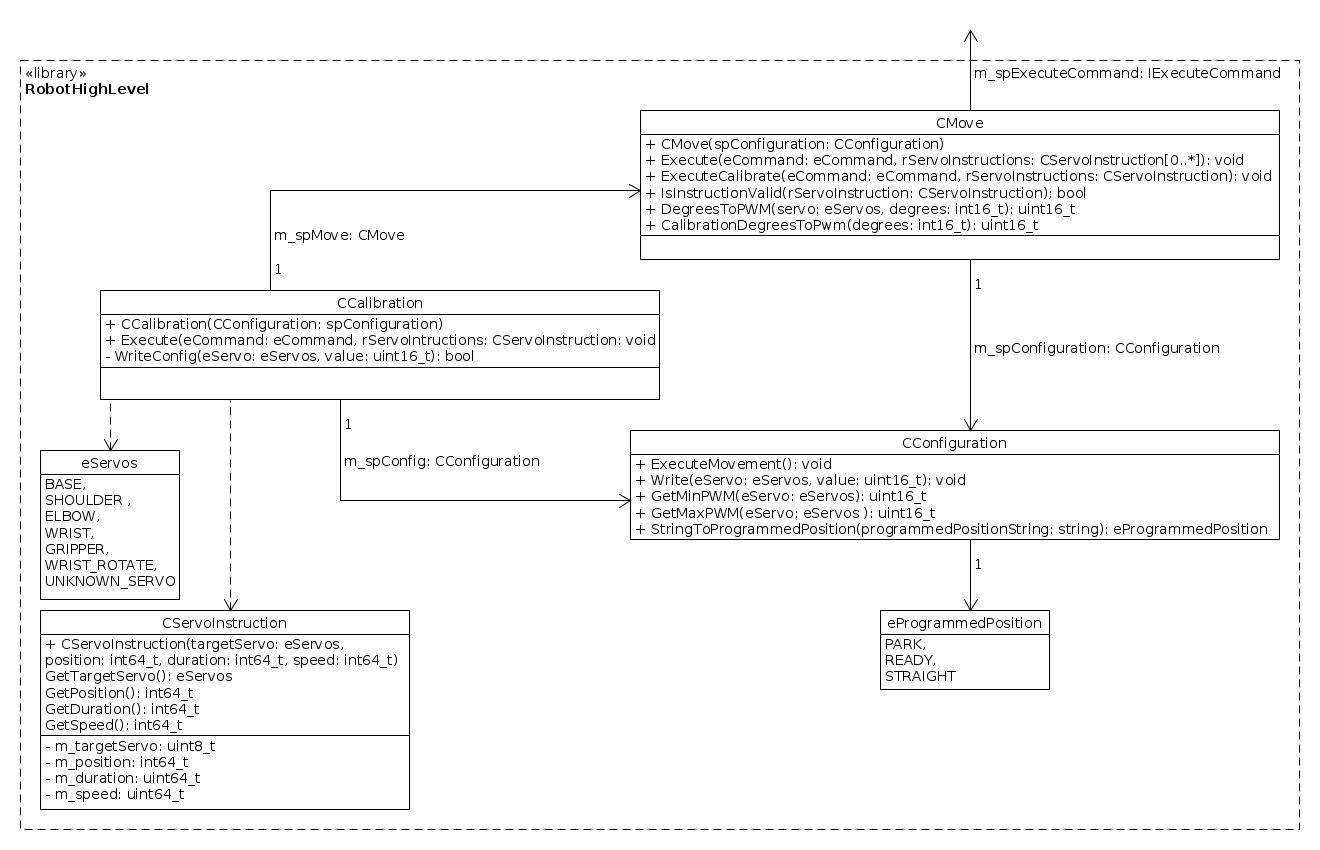 «library»
RobotHighLevel
m_spExecuteCommand: IExecuteCommand
CMove
+ CMove(spConfiguration: CConfiguration)
+ Execute(eCommand: eCommand, rServoInstructions: CServoInstruction[0..*]): void
+ ExecuteCalibrate(eCommand: eCommand, rServoInstructions: CServoInstruction): void
+ IsInstructionValid(rServoInstruction: CServoInstruction); bool
+ DegreesToPWM(servo: eServos, degrees: int16_t): uint16_t
+ CalibrationDegreesToPwm(degrees: int16_t): uint16_t
m_spMove: CMove
1
1
m_spConfiguration: CConfiguration
CCalibration
+ CCalibration(CConfiguration: spConfiguration)
+ Execute(eCommand: eCommand, rServoIntructions: CServoInstruction: void
- WriteConfig(eServo: eServos, value: uint16_t): bool
1
m_spConfig: CConfiguration
CConfiguration
+ ExecuteMovement(): void
+ Write(eServo: eServos, value: uint16_t): void
+ GetMinPWM(eServo: eServos): uint16_t
+ GetMaxPWM(eServo: eServos ): uint16_t
+ StringToProgrammedPosition(programmedPositionString: string): eProgrammedPosition
eServos
BASE,
SHOULDER ,
ELBOW,
WRIST,
GRIPPER,
WRIST_ROTATE,
UNKNOWN_SERVO
1
CServoInstruction
+ CServoInstruction(targetServo: eServos,
position: int64_t, duration: int64_t, speed: int64_t)
GetTargetServo(): eServos
GetPosition(): int64_t
GetDuration(): int64_t
GetSpeed(): int64_t
- m_targetServo: uint8_t
- m_position: int64_t
- m_duration: uint64_t
- m_speed: uint64_t
eProgrammedPosition
PARK,
READY,
STRAIGHT